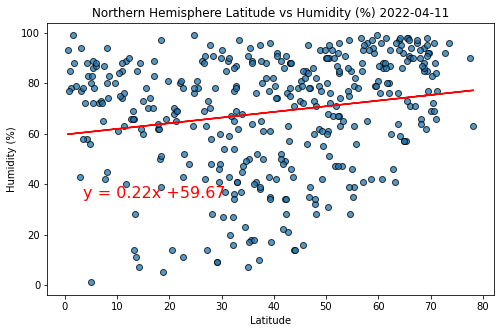 Northern Hemisphere Latitude vs Humidity (%) 2022-04-11
100
80
60
40
20
0
Humidity (%)
y = 0.22x +59.67
0 10 20 30 40 50 60 70 80
Latitude